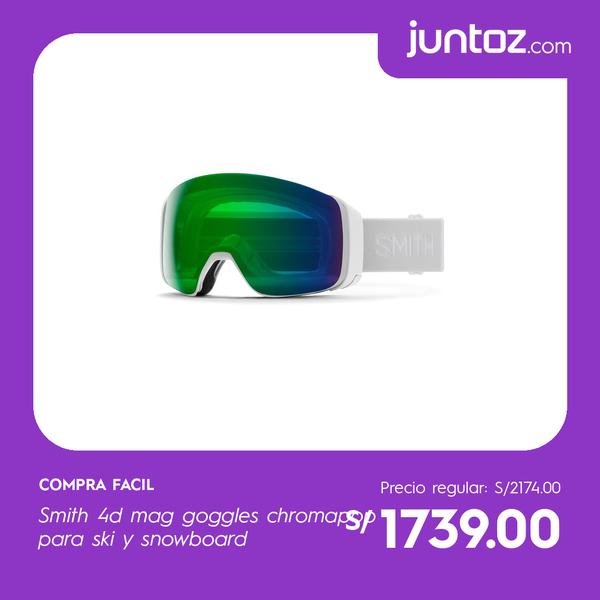 juntoz.com
SMITH
COMPRA FACIL
Smith 4d mag goggles chromapop
para ski y snowboard
Precio regular: S/2174.00
S/1739.00